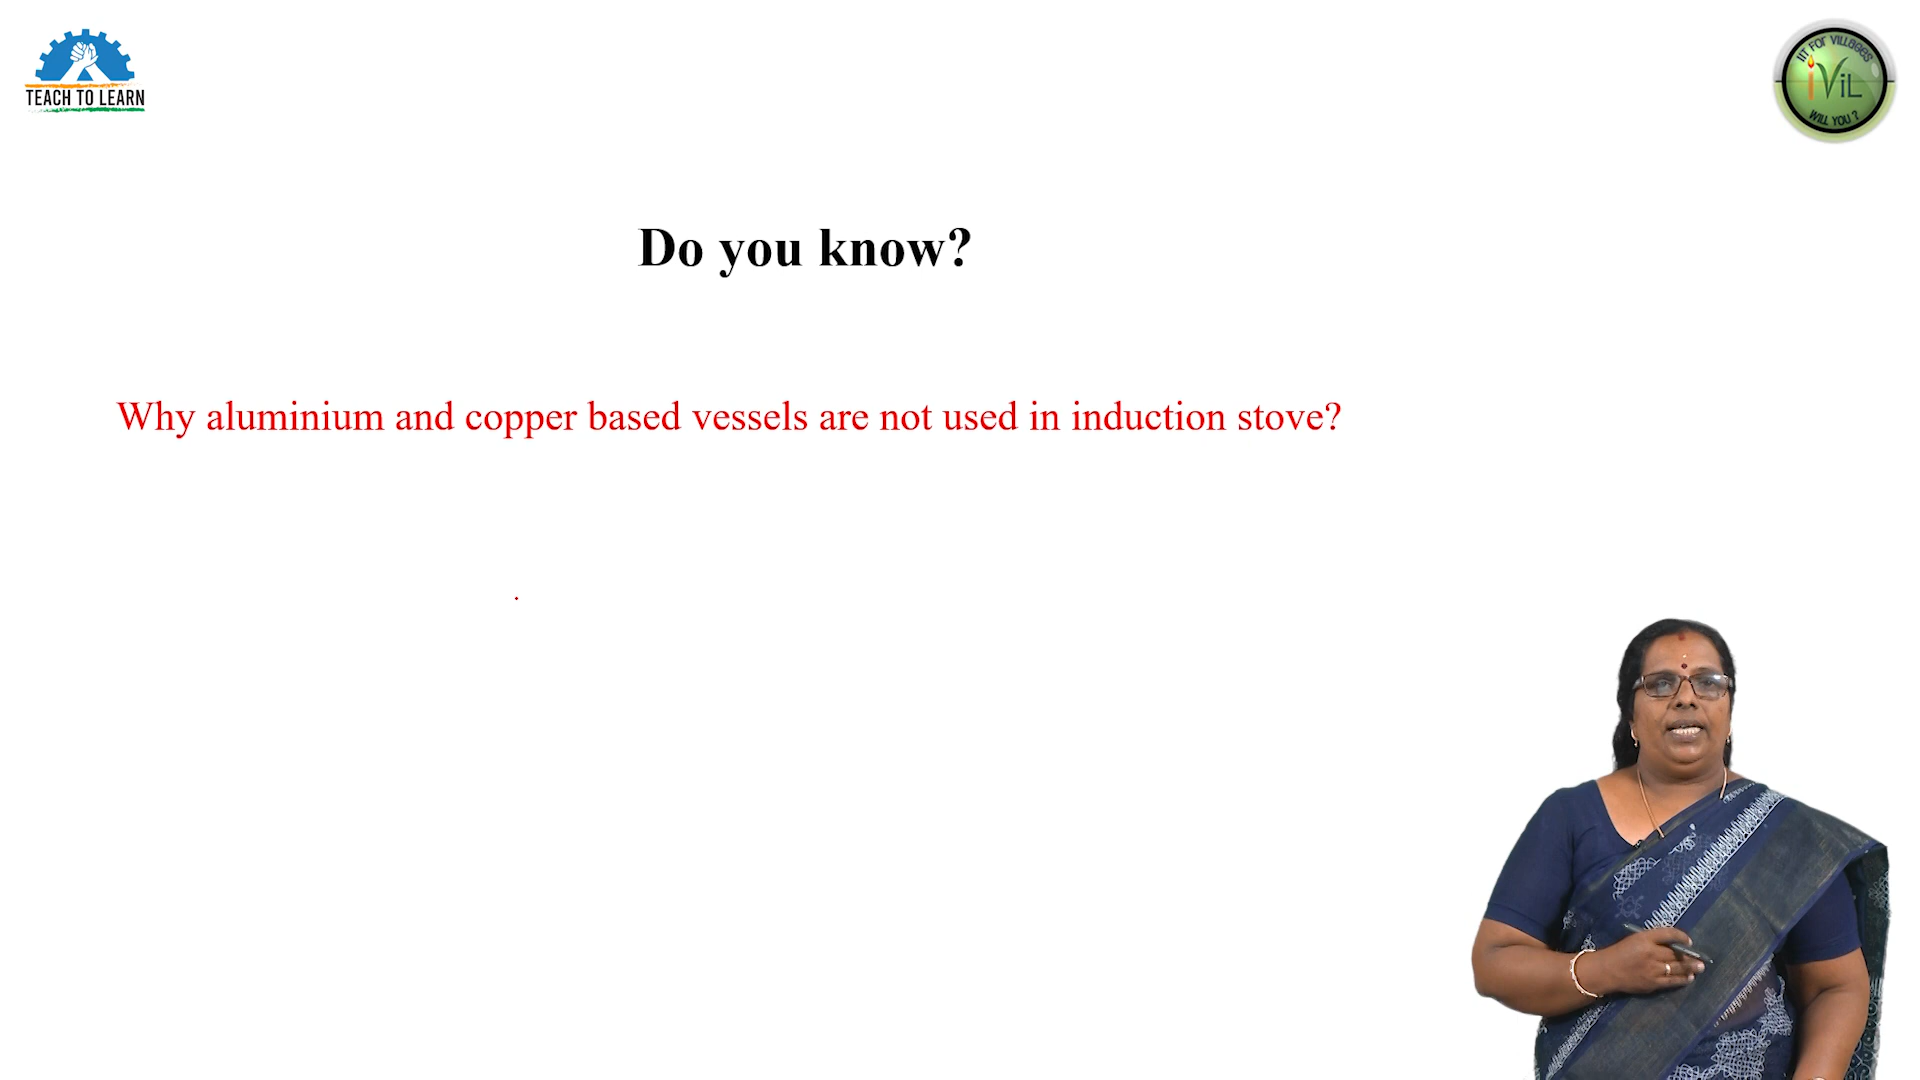 TEACH TO LEARN
IIT FOR VILLAGES
iViL
WILL YOU ?
Do you know?
Why aluminium and copper based vessels are not used in induction stove?